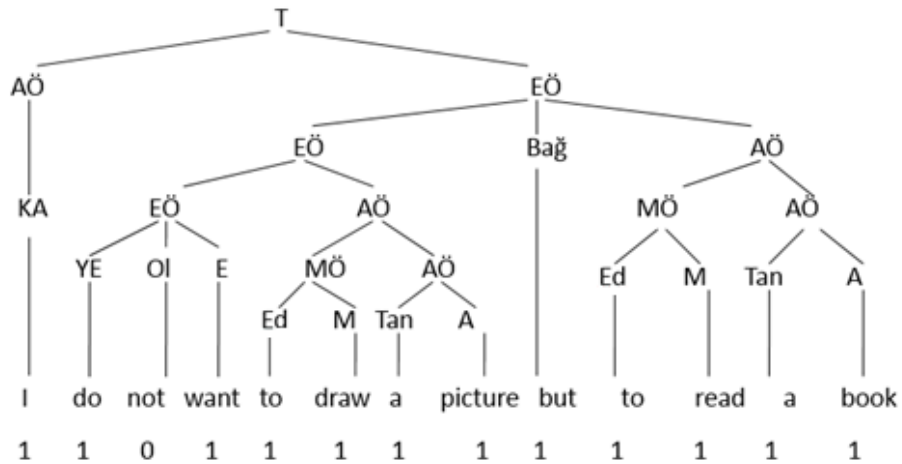 T
AÖ EÖ
EÖ Bağ AÖ
KA EÖ AÖ MÖ AÖ
YE Ol E MÖ AÖ Ed M Tan A
Ed M Tan A
I do not want to draw a picture but to read a book
1 1 0 1 1 1 1 1 1 1 1 1 1